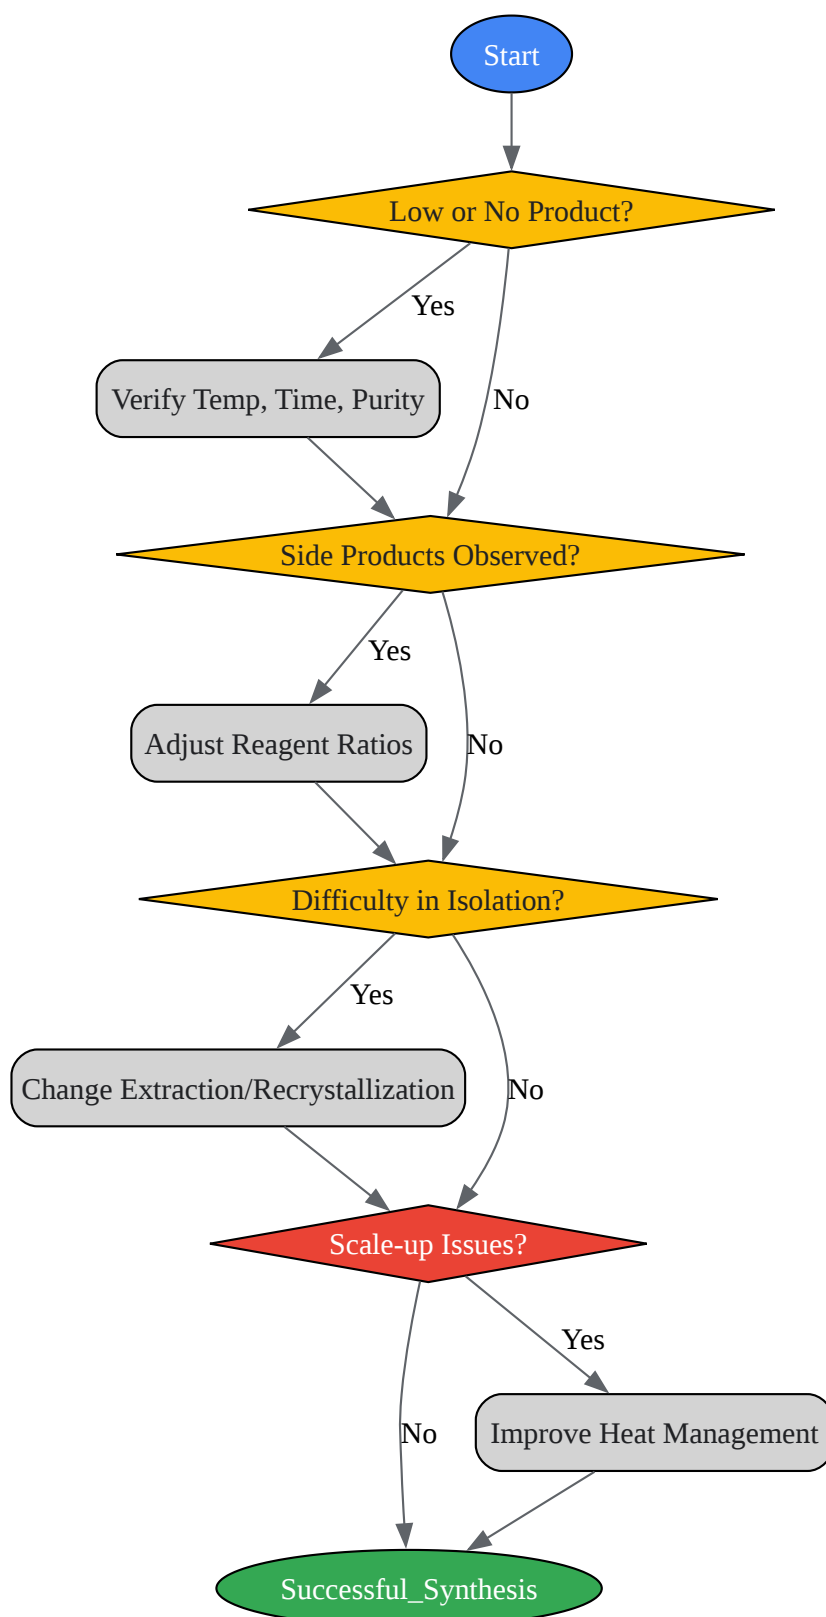 Start
Low or No Product?
Yes
Verify Temp, Time, Purity
No
Side Products Observed?
Yes
Adjust Reagent Ratios
No
Difficulty in Isolation?
Yes
Change Extraction/Recrystallization
No
Scale-up Issues?
Yes
No
Improve Heat Management
Successful_Synthesis